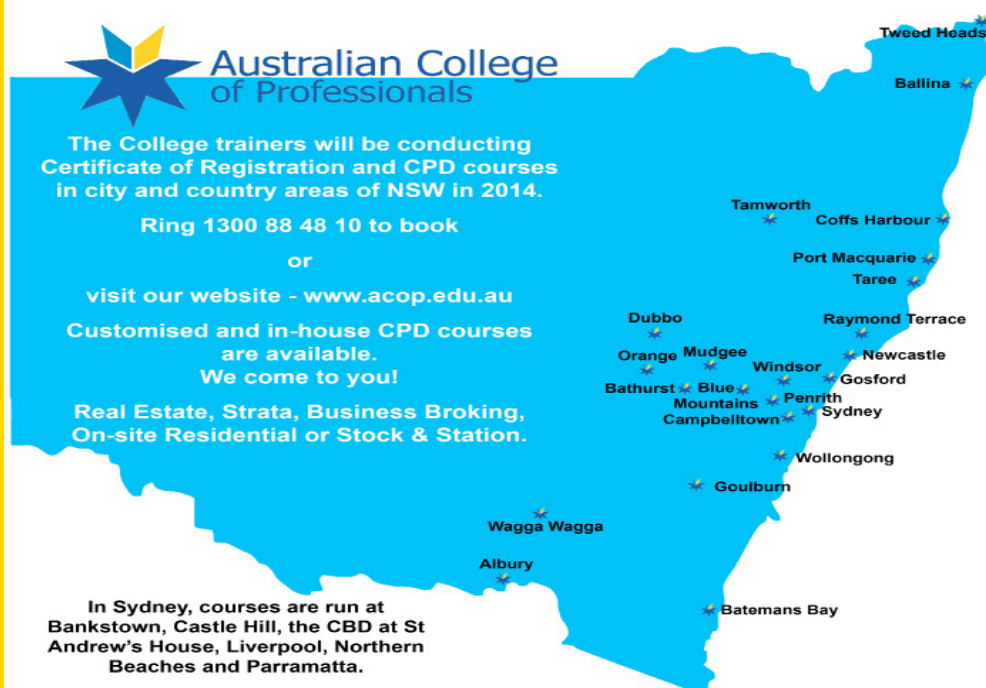 Australian College
of Professionals
The College trainers will be conducting
Certificate of Registration and CPD courses
in city and country areas of NSW in 2014.
Ring 1300 88 48 10 to book
or
visit our website - www.acop.edu.au
Customised and in-house CPD courses
are available.
We come to you!
Real Estate, Strata, Business Broking,
On-site Residential or Stock & Station.
Tweed Heads
Ballina
Tamworth
Coffs Harbour
Port Macquarie
Taree
Dubbo
Raymond Terrace
Orange
Mudgee
Newcastle
Windsor
Gosford
Bathurst
Blue
Mountains
Penrith
Sydney
Campbelltown
Wollongong
Goulburn
Wagga Wagga
Albury
Batemans Bay
In Sydney, courses are run at
Bankstown, Castle Hill, the CBD at St
Andrew's House, Liverpool, Northern
Beaches and Parramatta.